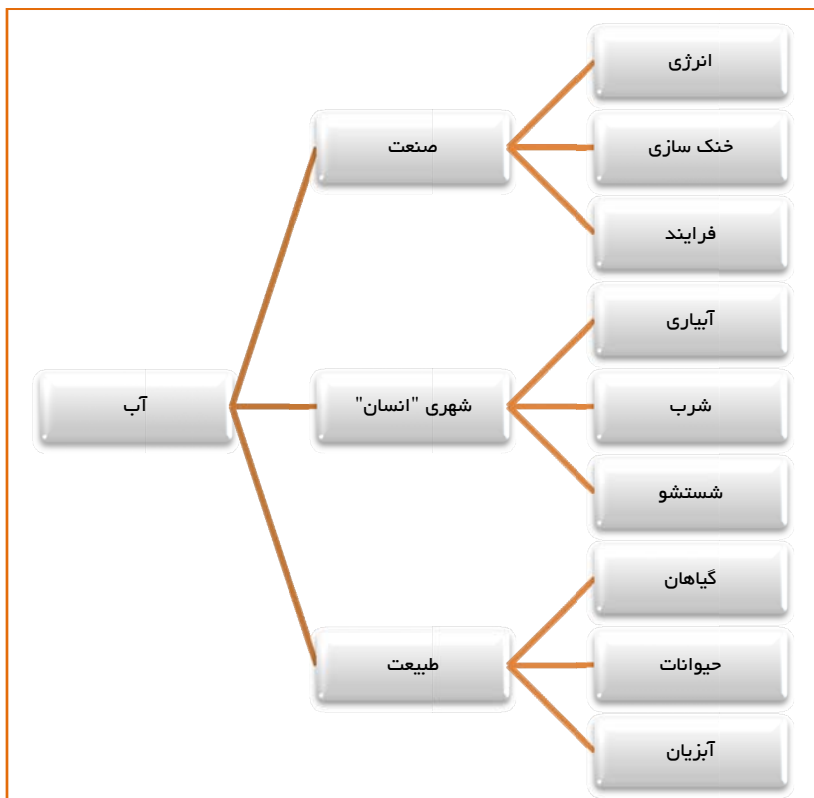 آب
صنعت
انرژی
خنک سازی
فرایند
شهری "انسان"
آبیاری
شرب
شستشو
طبیعت
گیاهان
حیوانات
آبزیان